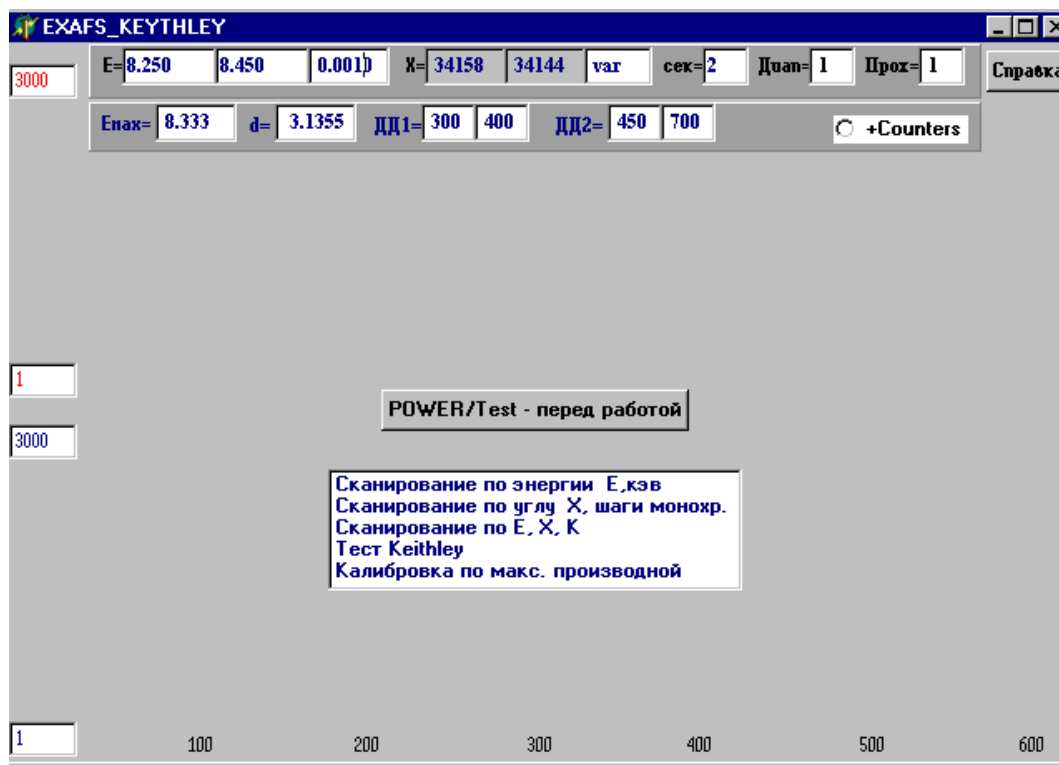 EXAFS_KEYTHLEY
E= 8.250 8.450 0.0010 X= 34158 34144 var сек= 2 Диап= 1 Прох= 1 Справка
3000
Eнах= 8.333 d= 3.1355 ДД1= 300 400 ДД2= 450 700 +Counters
1
POWER/Test - перед работой
3000
Сканирование по энергии E,кэв
Сканирование по углу X, шаги монохр.
Сканирование по E, X, K
Тест Keithley
Калибровка по макс. производной
1
100 200 300 400 500 600